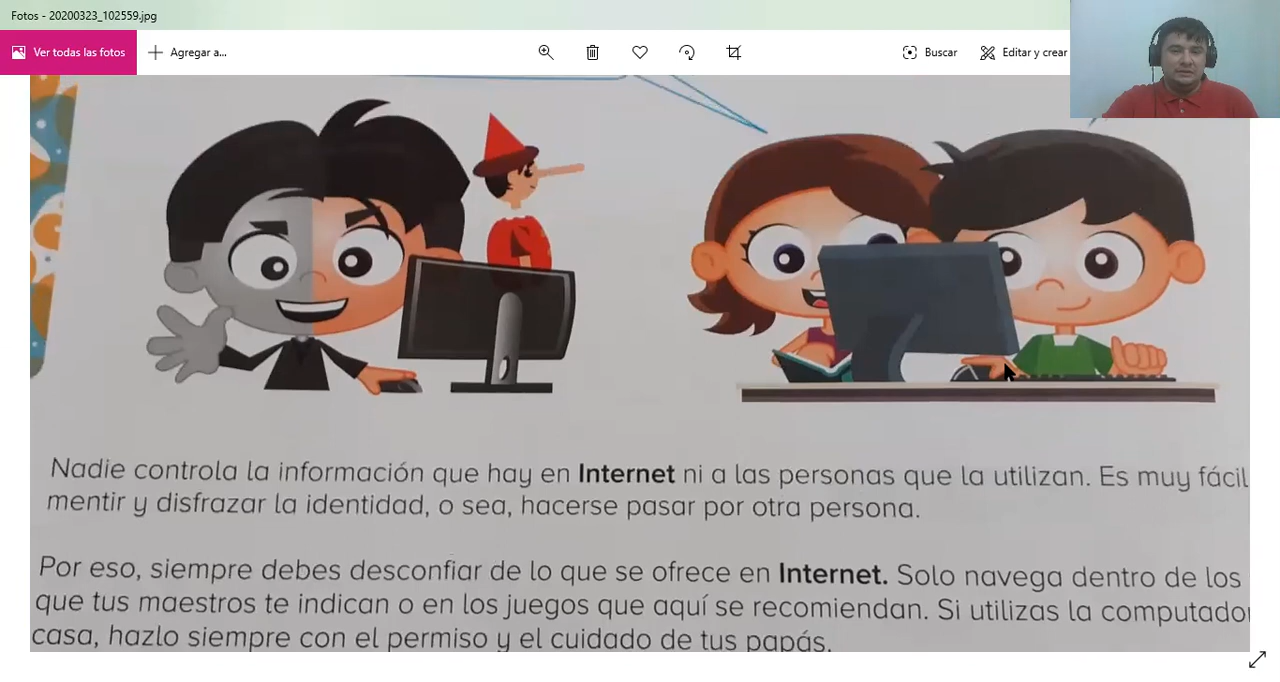 Fotos - 20200323_102559.jpg
Ver todas las fotos
Agregar a...
Buscar
Editar y crear
Nadie controla la información que hay en Internet ni a las personas que la utilizan. Es muy fácil
mentir y disfrazar la identidad, o sea, hacerse pasar por otra persona.
Por eso, siempre debes desconfiar de lo que se ofrece en Internet. Solo navega dentro de los
que tus maestros te indican o en los juegos que aquí se recomiendan. Si utilizas la
casa, hazlo siempre con el permiso y el cuidado de tus papás.